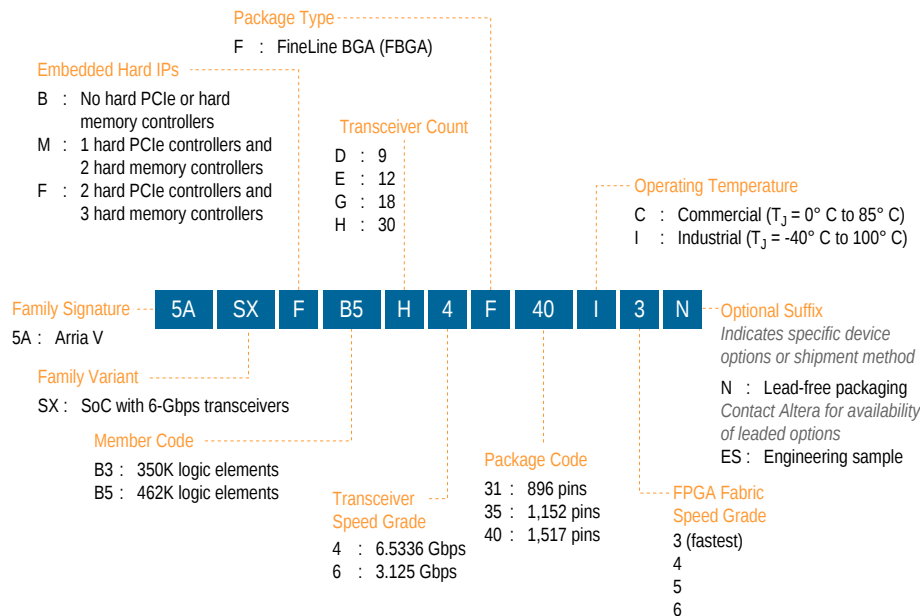 Package Type
F : FineLine BGA (FBGA)
Embedded Hard IPs
B : No hard PCIe or hard
memory controllers
M : 1 hard PCIe controllers and
2 hard memory controllers
F : 2 hard PCIe controllers and
3 hard memory controllers
Transceiver Count
D : 9
E : 12
G : 18
H : 30
Operating Temperature
C : Commercial (TJ = 0° C to 85° C)
I : Industrial (TJ = -40° C to 100° C)
5A SX F B5 H 4 F 40 I 3 N
Family Signature
5A : Arria V
Family Variant
SX : SoC with 6-Gbps transceivers
Member Code
B3 : 350K logic elements
B5 : 462K logic elements
Transceiver
Speed Grade
4 : 6.5336 Gbps
6 : 3.125 Gbps
Package Code
31 : 896 pins
35 : 1,152 pins
40 : 1,517 pins
FPGA Fabric
Speed Grade
3 (fastest)
4
5
6
Optional Suffix
Indicates specific device
options or shipment method
N : Lead-free packaging
Contact Altera for availability
of leaded options
ES : Engineering sample